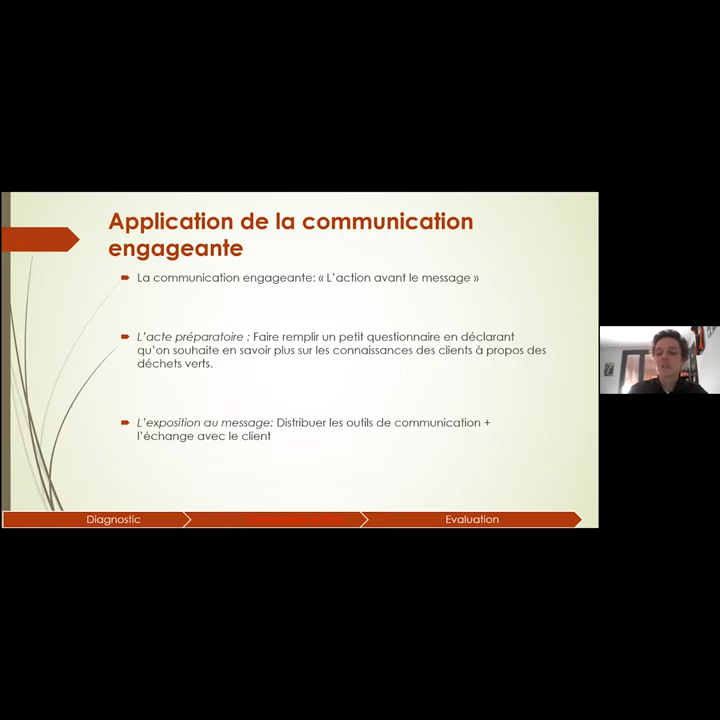 Application de la communication
engageante
La communication engageante: « L'action avant le message »
L'acte préparatoire : Faire remplir un petit questionnaire en déclarant
qu'on souhaite en savoir plus sur les connaissances des clients à propos des
déchets verts.
L'exposition au message: Distribuer les outils de communication +
l'échange avec le client
Diagnostic
Evaluation